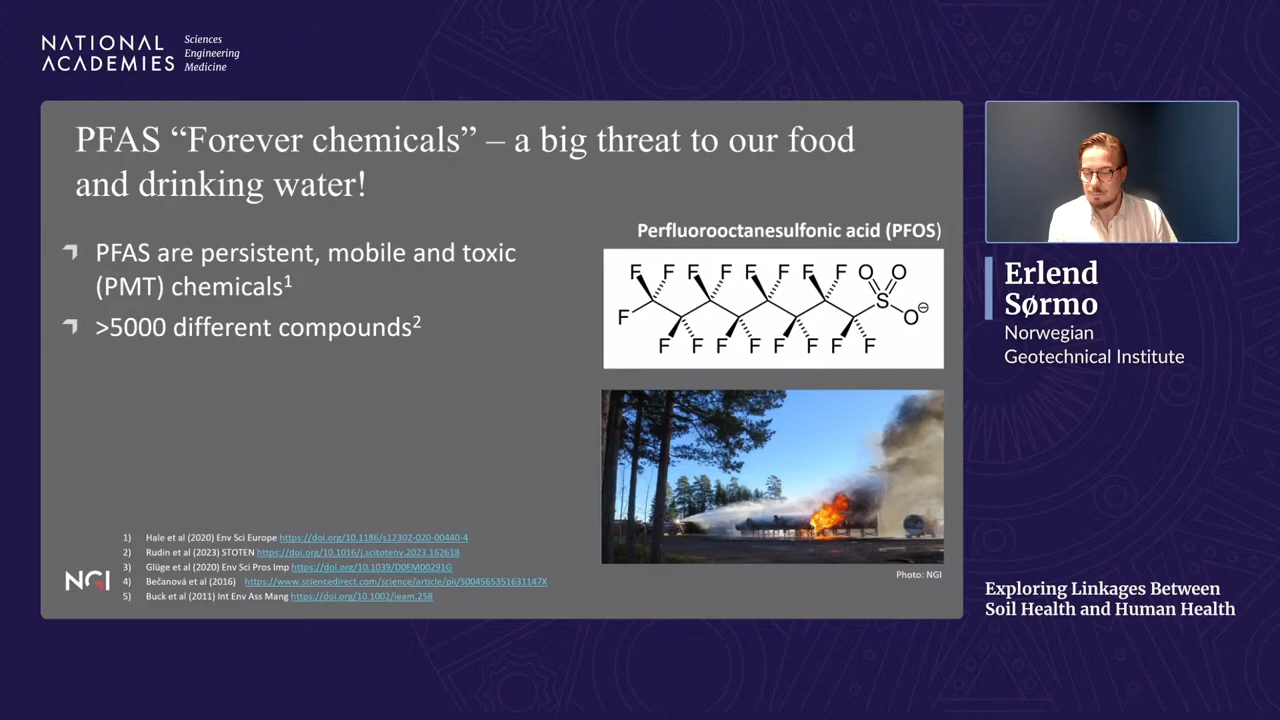 NATIONAL
ACADEMIES
Sciences
Engineering
Medicine
PFAS “Forever chemicals” – a big threat to our food
and drinking water!
PFAS are persistent, mobile and toxic
(PMT) chemicals1
>5000 different compounds2
Perfluorooctanesulfonic acid (PFOS)
F F F F F F F O O
F S O⊖
F F F F F F F F
Photo: NGI
1) Hale et al (2020) Env Sci Europe https://doi.org/10.1186/s12302-020-00440-4
2) Rudin et al (2023) STOTEN https://doi.org/10.1016/j.scitotenv.2023.162618
3) Glüge et al (2020) Env Sci Pros Imp https://doi.org/10.1039/D0EM00291G
4) Bečanová et al (2016) https://www.sciencedirect.com/science/article/pii/S004565351631147X
5) Buck et al (2011) Int Env Ass Mang https://doi.org/10.1002/ieam.258
NGI
Erlend
Sørmo
Norwegian
Geotechnical Institute
Exploring Linkages Between
Soil Health and Human Health